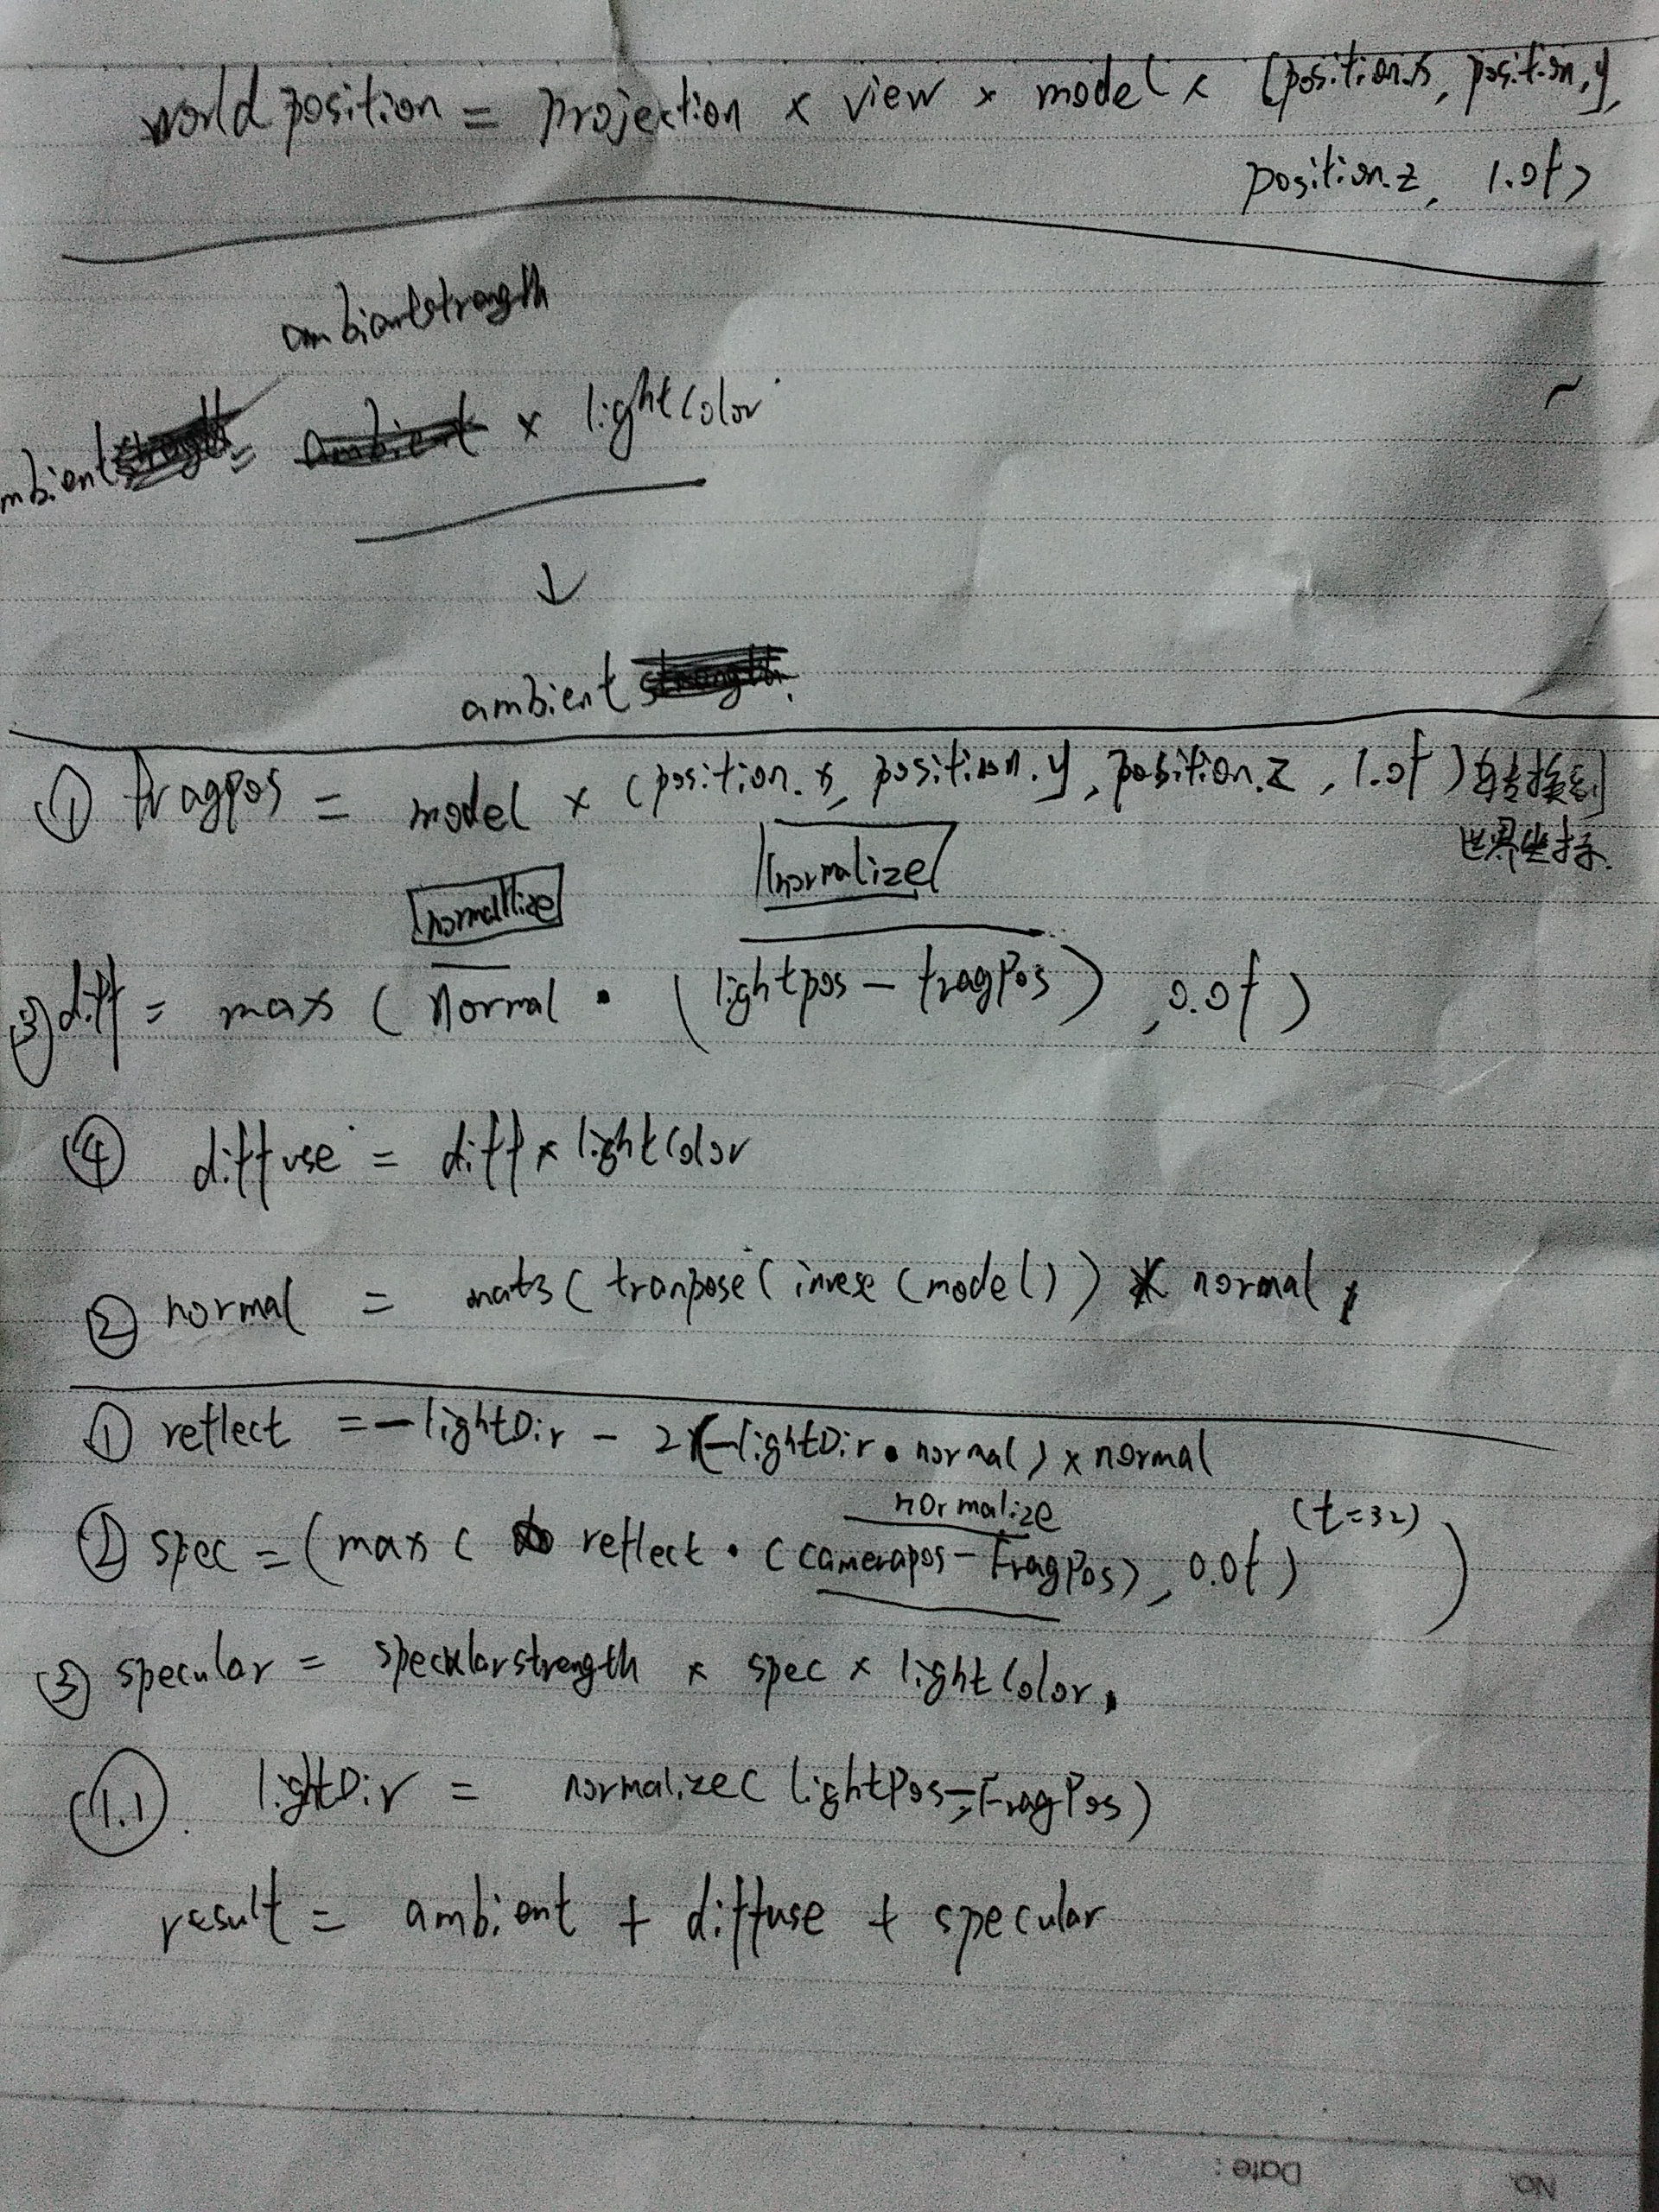 world position = projection × view × model × (position.x, position.y,
position.z, 1.0f)
ambientstrength
mbient = × lightColor
↓
ambient
① fragpos = model × (position.x, position.y, position.z, 1.0f) 转换到
世界坐标.
normalize
normalize
③ diff = max ( normal · (lightpos - fragPos) , 0.0f )
④ diffuse = diff × lightColor
② normal = mat3 ( tranpose ( invese (model) ) * normal,
① reflect = -lightDir - 2×(-lightDir · normal) × normal
normalize (t=32)
② spec = ( max ( reflect · (camerapos - FragPos), 0.0f ) )
③ specular = specularstrength × spec × lightColor.
1.1. lightDir = normalize( lightPos - FragPos)
result = ambient + diffuse + specular
No.
Date :